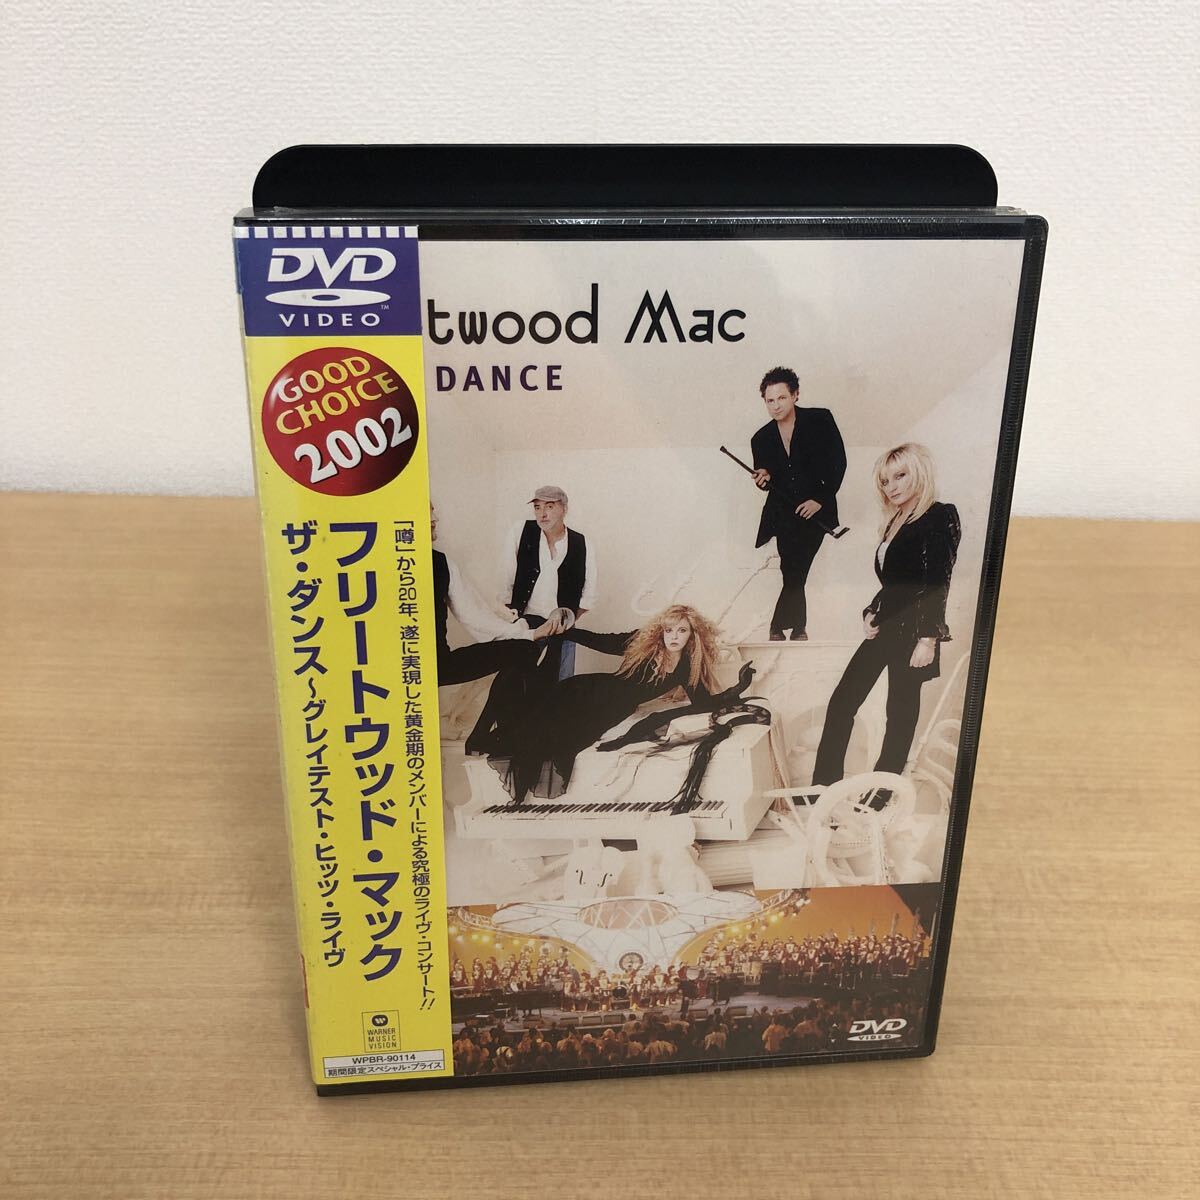 DVD
VIDEO
TM
GOOD
CHOICE
2002
「噂」から20年、遂に実現した黄金期のメンバーによる究極のライヴ・コンサート!!
フリートウッド・マック
ザ・ダンス〜グレイテスト・ヒッツ・ライヴ
WARNER
MUSIC
VISION
WPBR-90114
期間限定スペシャル・プライス
twood Mac
DANCE
DVD
VIDEO